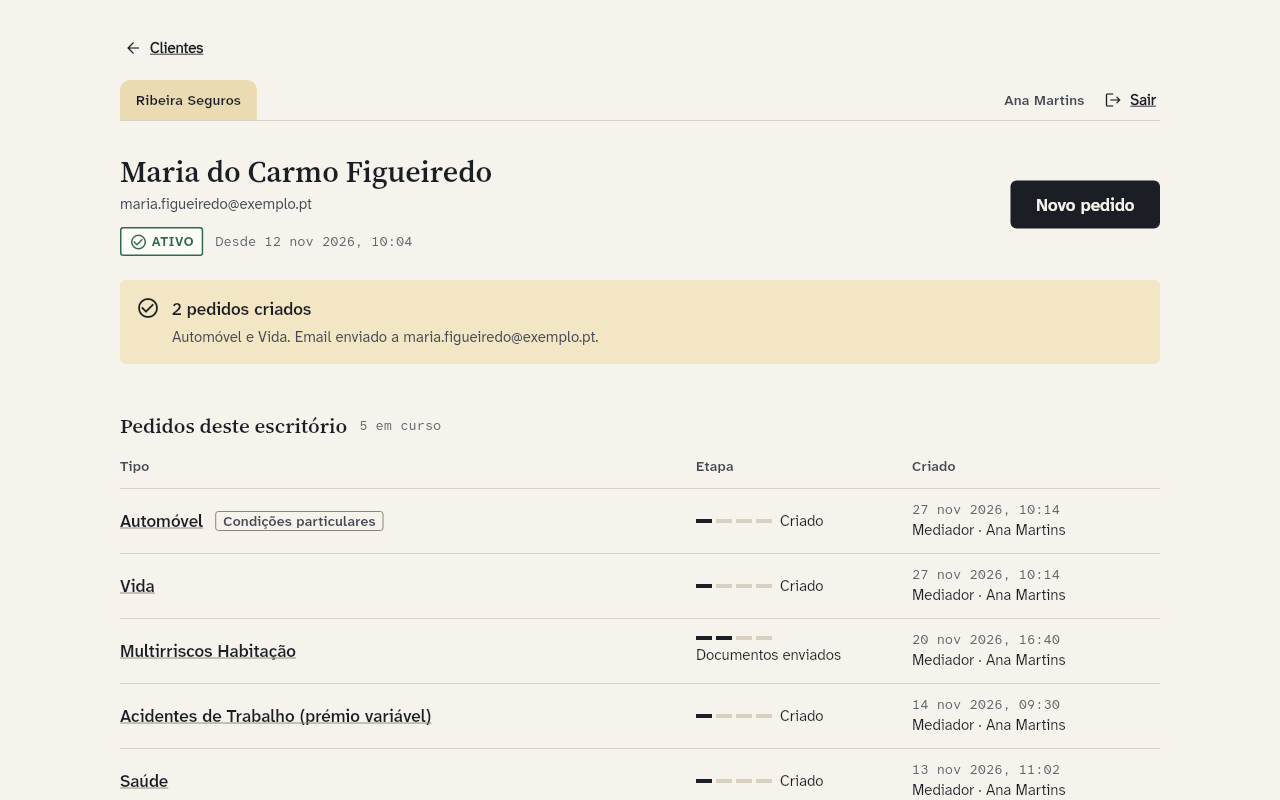 Clientes
Ribeira Seguros
Ana Martins
Sair
Maria do Carmo Figueiredo
maria.figueiredo@exemplo.pt
Novo pedido
ATIVO
Desde 12 nov 2026, 10:04
2 pedidos criados
Automóvel e Vida. Email enviado a maria.figueiredo@exemplo.pt.
Pedidos deste escritório 5 em curso
Tipo Etapa Criado
Automóvel Condições particulares Criado 27 nov 2026, 10:14
Mediador · Ana Martins
Vida Criado 27 nov 2026, 10:14
Mediador · Ana Martins
Multirriscos Habitação Documentos enviados 20 nov 2026, 16:40
Mediador · Ana Martins
Acidentes de Trabalho (prémio variável) Criado 14 nov 2026, 09:30
Mediador · Ana Martins
Saúde Criado 13 nov 2026, 11:02
Mediador · Ana Martins